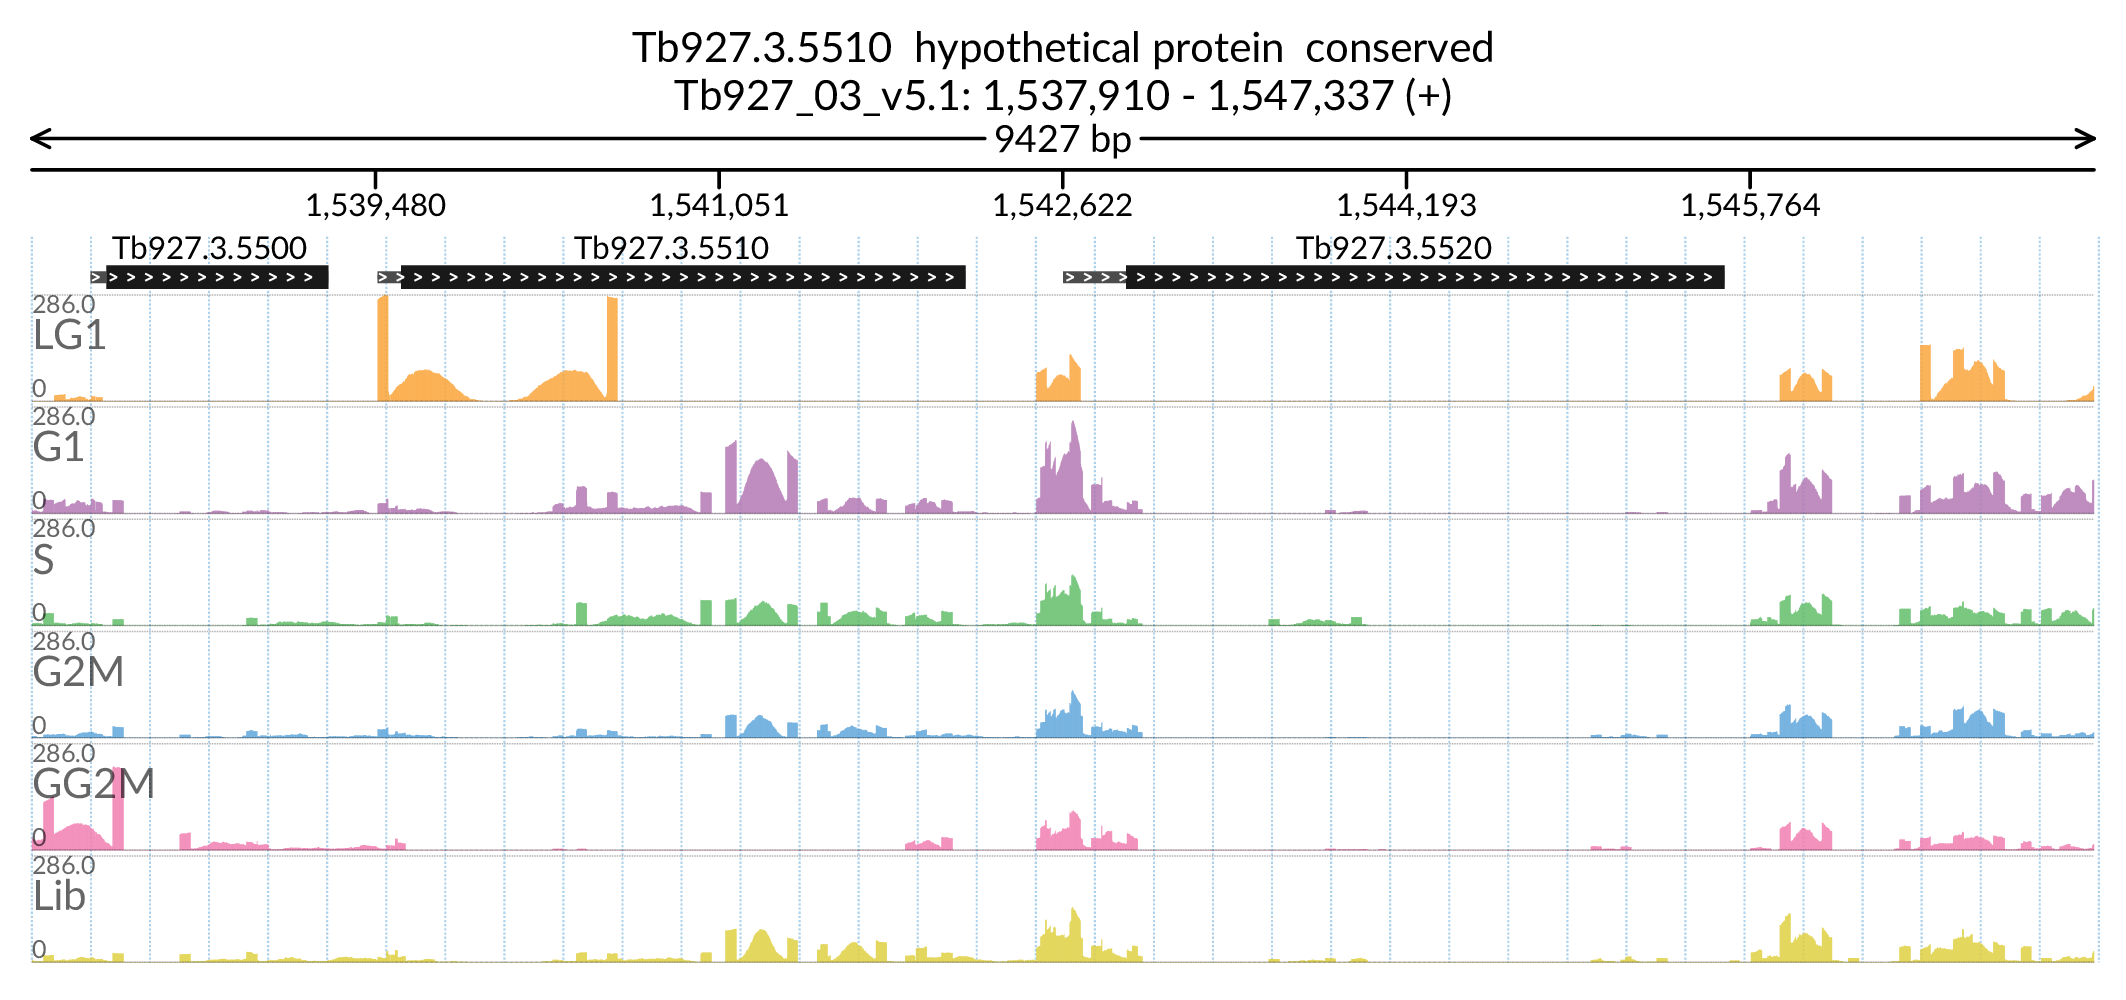 Tb927.3.5510  hypothetical protein  conserved
Tb927_03_v5.1: 1,537,910 - 1,547,337 (+)
9427 bp
1,539,480 1,541,051 1,542,622 1,544,193 1,545,764
Tb927.3.5500 Tb927.3.5510 Tb927.3.5520
286.0
LG1
0
286.0
G1
0
286.0
S
0
286.0
G2M
0
286.0
GG2M
0
286.0
Lib
0